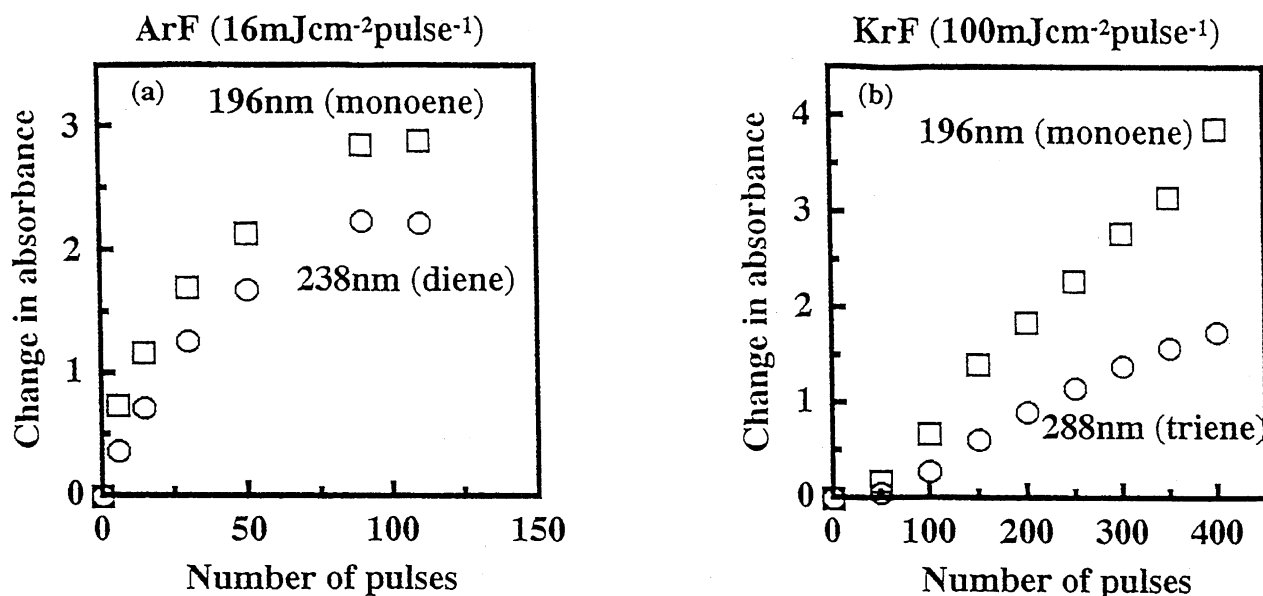 ArF (16mJcm⁻²pulse⁻¹)
(a)
196nm (monoene)
238nm (diene)
Change in absorbance
3
2
1
0
0 50 100 150
Number of pulses
KrF (100mJcm⁻²pulse⁻¹)
(b)
196nm (monoene)
288nm (triene)
Change in absorbance
4
3
2
1
0
0 100 200 300 400
Number of pulses